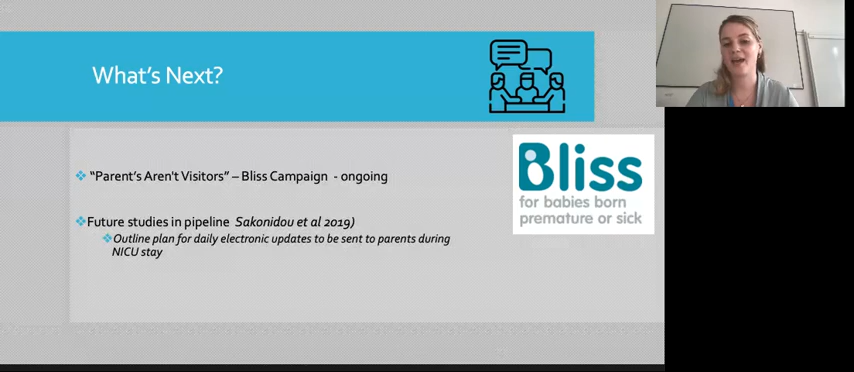 What's Next?
"Parent's Aren't Visitors" – Bliss Campaign - ongoing
Future studies in pipeline Sakonidou et al 2019)
Outline plan for daily electronic updates to be sent to parents during
NICU stay
Bliss
for babies born
premature or sick